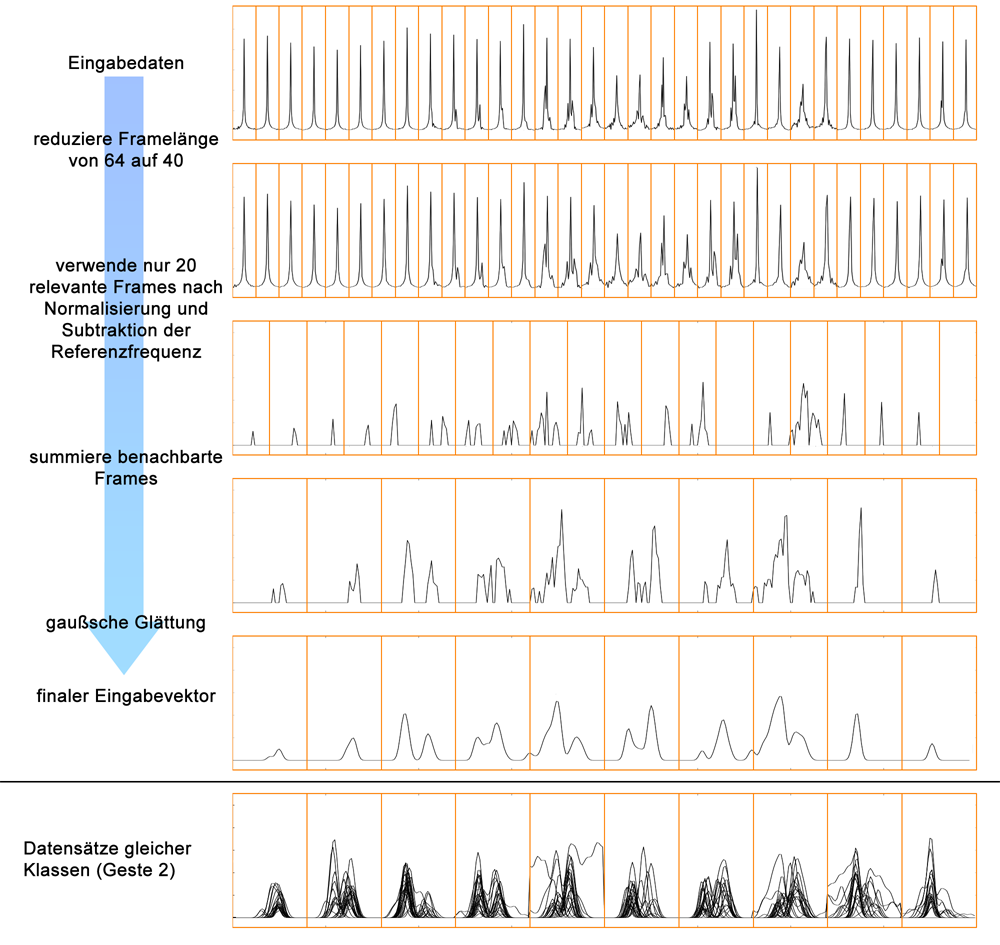 Eingabedaten
reduziere Framelänge
von 64 auf 40
verwende nur 20
relevante Frames nach
Normalisierung und
Subtraktion der
Referenzfrequenz
summiere benachbarte
Frames
gaußsche Glättung
finaler Eingabevektor
Datensätze gleicher
Klassen (Geste 2)